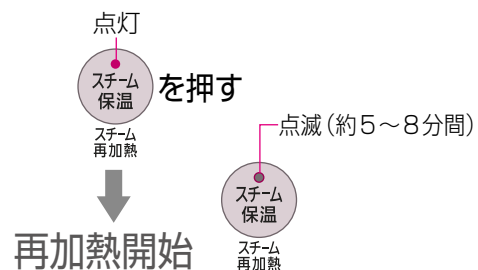 点灯
スチーム
保温
を押す
スチーム
再加熱
再加熱開始
点滅（約5～8分間）
スチーム
保温
スチーム
再加熱